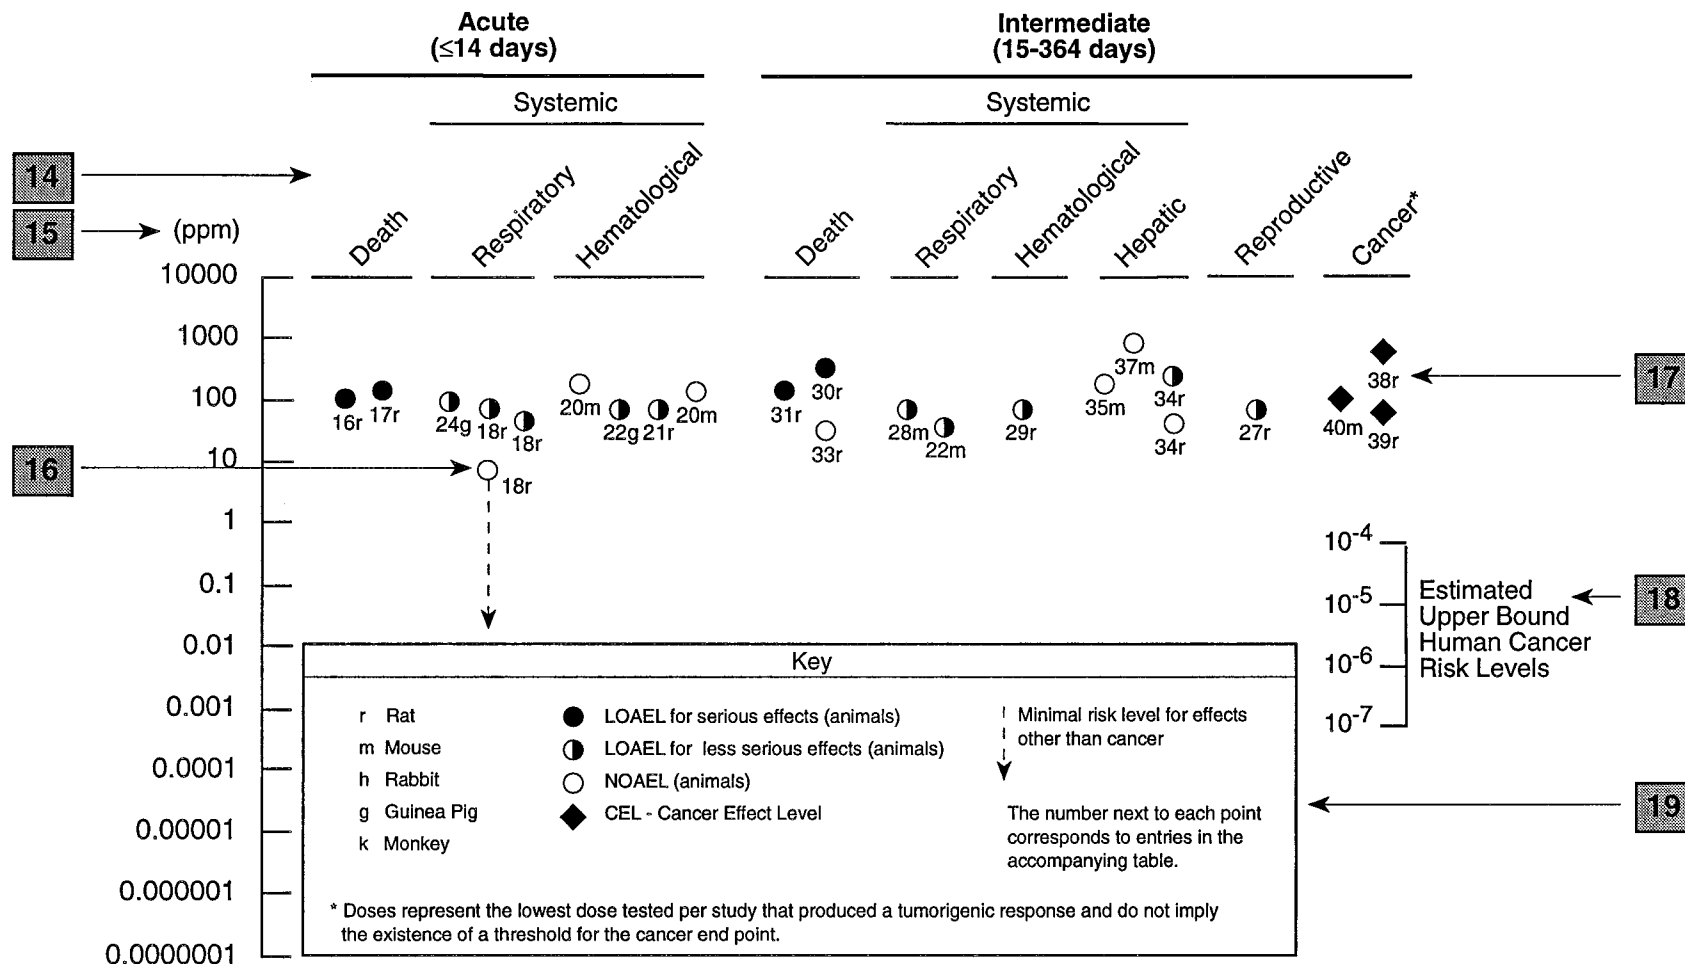 Acute
(≤14 days)
Intermediate
(15-364 days)
Systemic
Systemic
14
15
(ppm)
Death
Respiratory
Hematological
Death
Respiratory
Hematological
Hepatic
Reproductive
Cancer*
10000
1000
100
10
1
0.1
0.01
0.001
0.0001
0.00001
0.000001
0.0000001
16r
17r
24g
18r
18r
18r
20m
22g
21r
20m
31r
30r
33r
28m
22m
29r
37m
35m
34r
34r
27r
40m
38r
39r
16
17
18
19
10-4
10-5
10-6
10-7
Estimated
Upper Bound
Human Cancer
Risk Levels
Key
r Rat
m Mouse
h Rabbit
g Guinea Pig
k Monkey
LOAEL for serious effects (animals)
LOAEL for less serious effects (animals)
NOAEL (animals)
CEL - Cancer Effect Level
Minimal risk level for effects
other than cancer
The number next to each point
corresponds to entries in the
accompanying table.
* Doses represent the lowest dose tested per study that produced a tumorigenic response and do not imply
the existence of a threshold for the cancer end point.